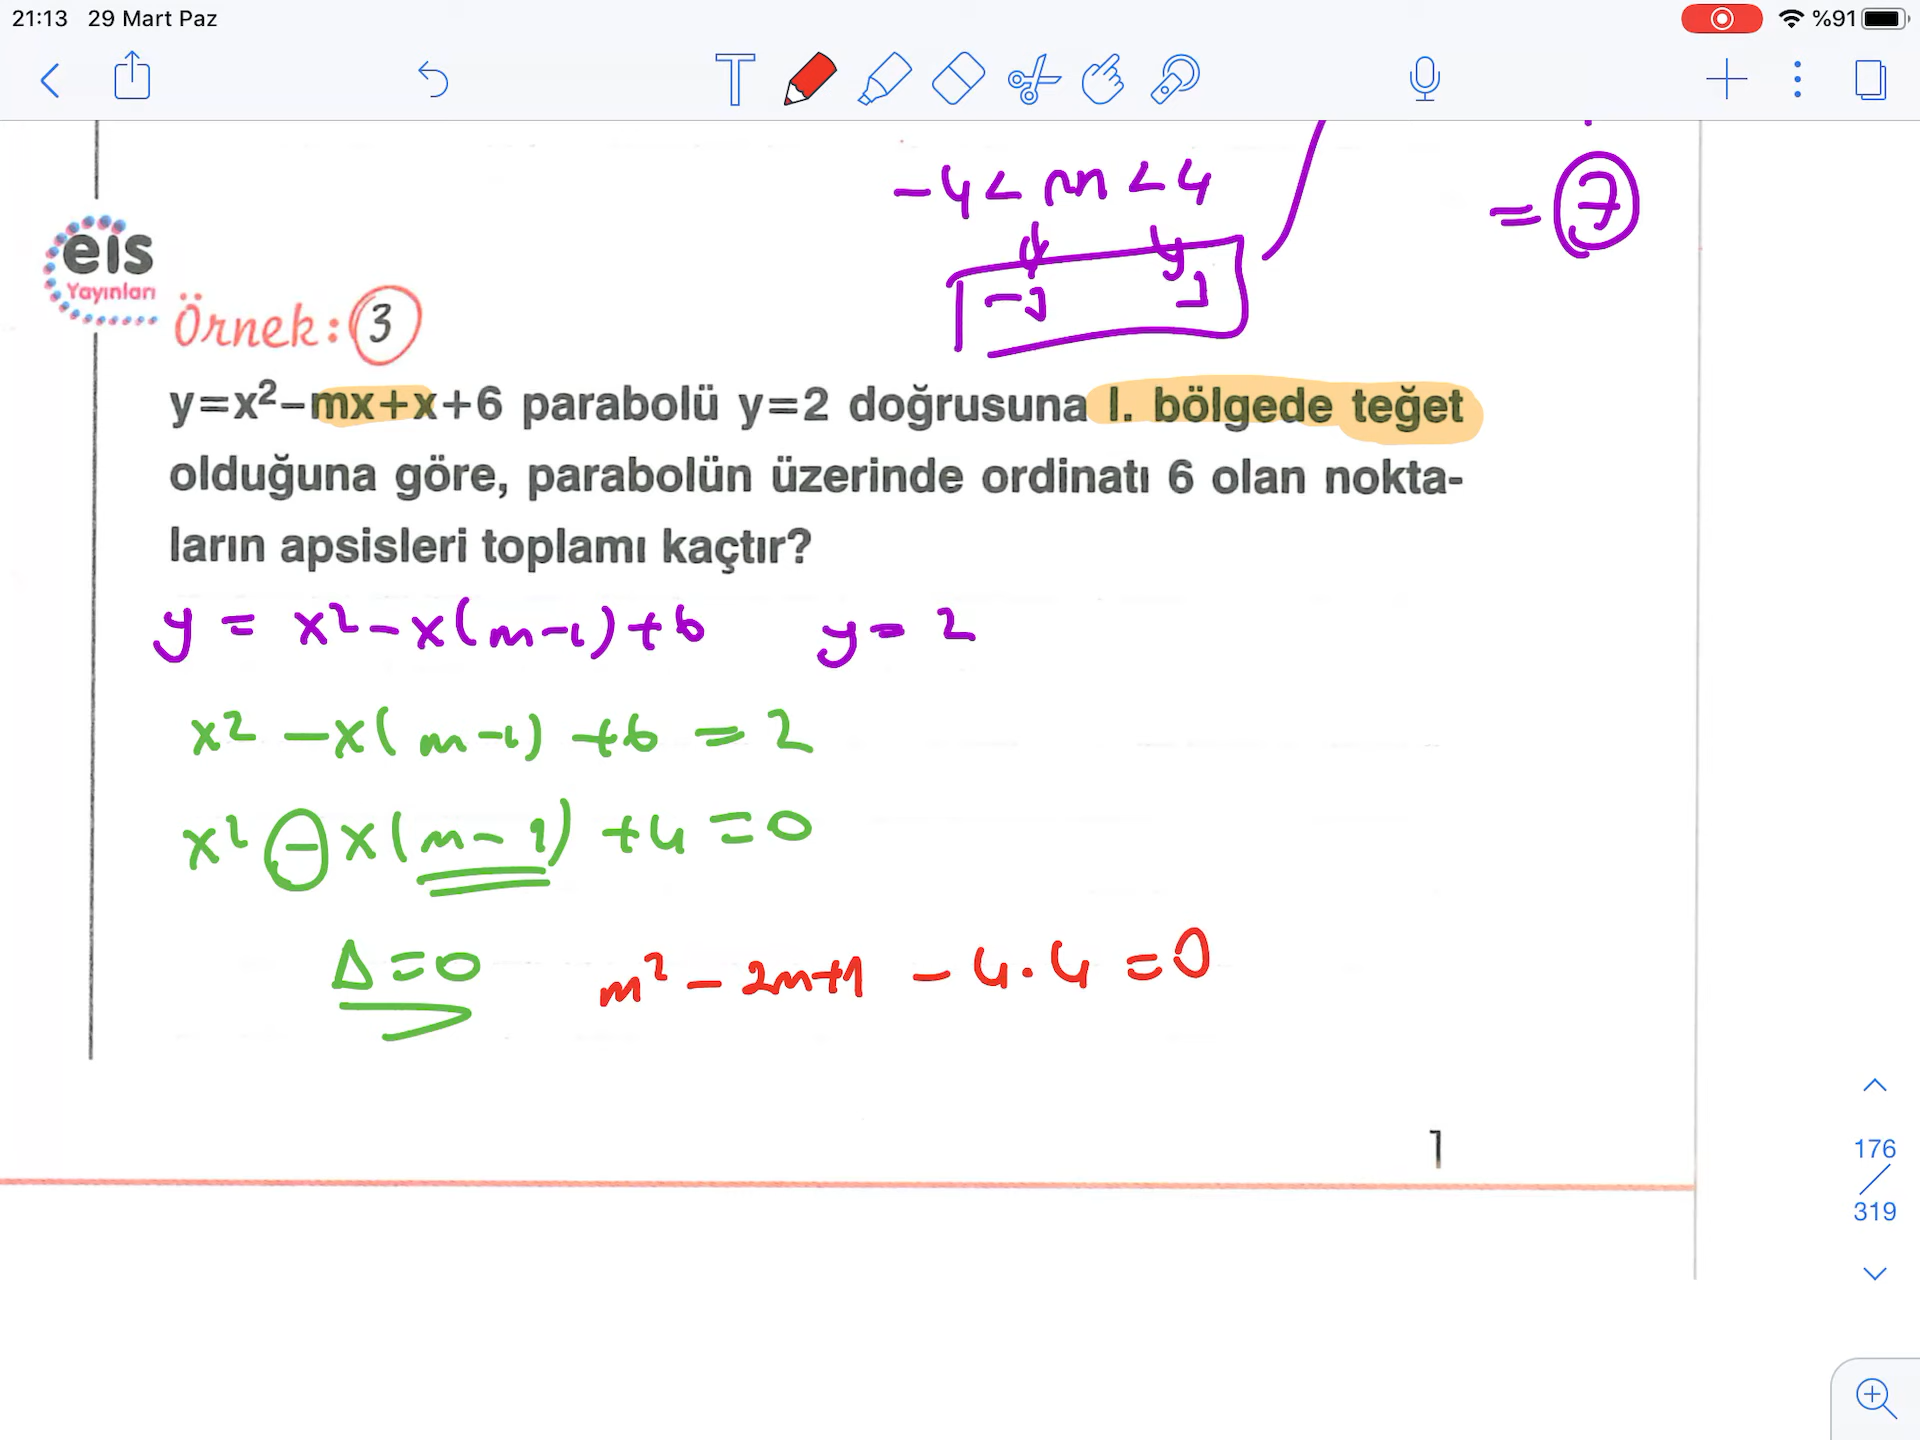 21:13 29 Mart Paz %91
-4 < m < 4
= 7
-3 3
eis
Yayınları
Örnek: 3
y=x²-mx+x+6 parabolü y=2 doğrusuna I. bölgede teğet
olduğuna göre, parabolün üzerinde ordinatı 6 olan nokta-
ların apsisleri toplamı kaçtır?
y = x² - x(m-1)+6 y = 2
x² - x(m-1) +6 = 2
x² - x(m-1) +4 = 0
Δ = 0 m² - 2m+1 - 4·4 = 0
1
176
319